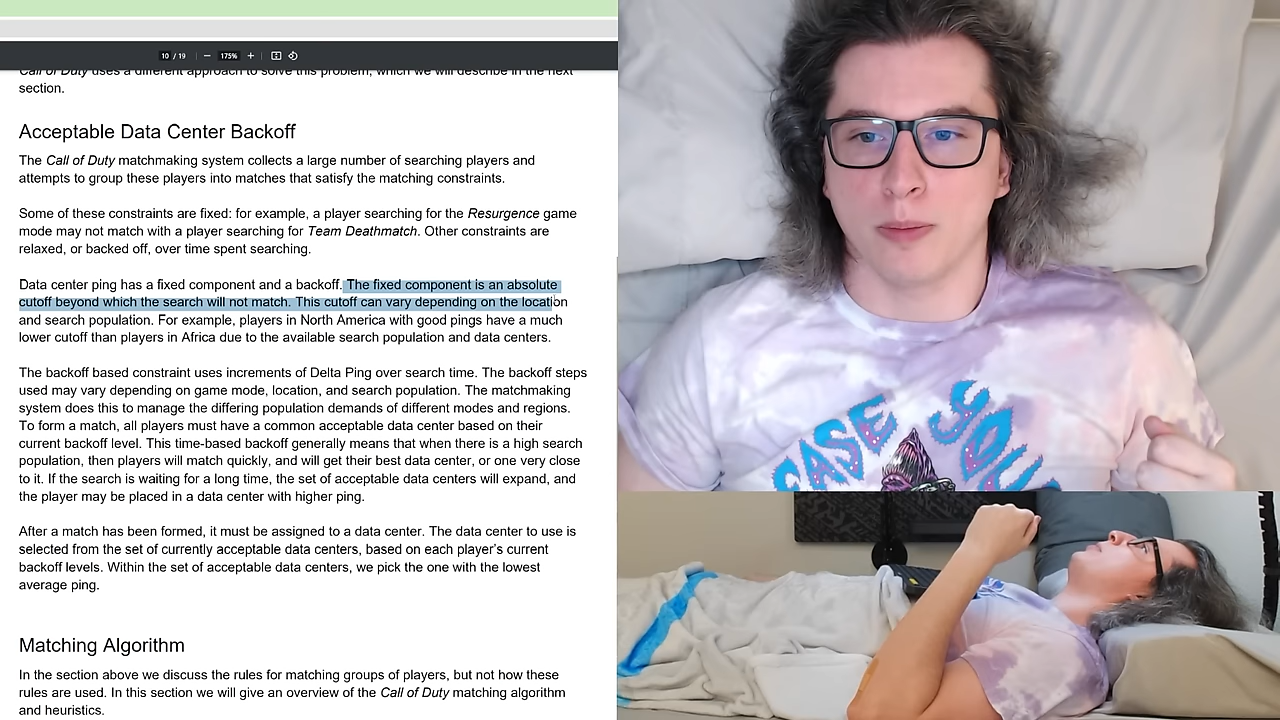 10 / 19 − 175% +
Call of Duty uses a different approach to solve this problem, which we will describe in the next
section.
Acceptable Data Center Backoff
The Call of Duty matchmaking system collects a large number of searching players and
attempts to group these players into matches that satisfy the matching constraints.
Some of these constraints are fixed: for example, a player searching for the Resurgence game
mode may not match with a player searching for Team Deathmatch. Other constraints are
relaxed, or backed off, over time spent searching.
Data center ping has a fixed component and a backoff. The fixed component is an absolute
cutoff beyond which the search will not match. This cutoff can vary depending on the location
and search population. For example, players in North America with good pings have a much
lower cutoff than players in Africa due to the available search population and data centers.
The backoff based constraint uses increments of Delta Ping over search time. The backoff steps
used may vary depending on game mode, location, and search population. The matchmaking
system does this to manage the differing population demands of different modes and regions.
To form a match, all players must have a common acceptable data center based on their
current backoff level. This time-based backoff generally means that when there is a high search
population, then players will match quickly, and will get their best data center, or one very close
to it. If the search is waiting for a long time, the set of acceptable data centers will expand, and
the player may be placed in a data center with higher ping.
After a match has been formed, it must be assigned to a data center. The data center to use is
selected from the set of currently acceptable data centers, based on each player's current
backoff levels. Within the set of acceptable data centers, we pick the one with the lowest
average ping.
Matching Algorithm
In the section above we discuss the rules for matching groups of players, but not how these
rules are used. In this section we will give an overview of the Call of Duty matching algorithm
and heuristics.
EASE YOU